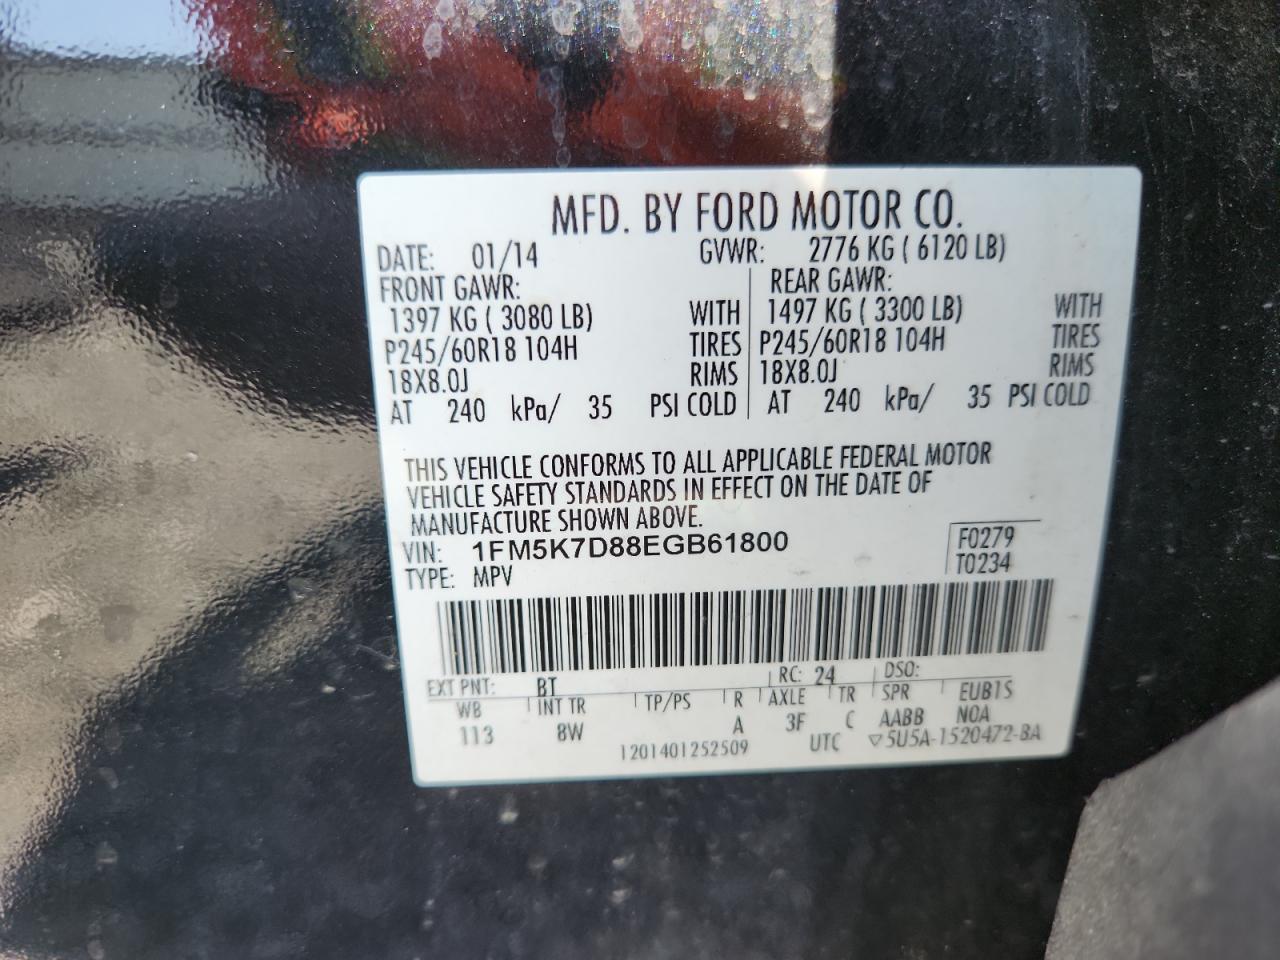 MFD. BY FORD MOTOR CO.
DATE: 01/14 GVWR: 2776 KG ( 6120 LB)
FRONT GAWR: REAR GAWR:
1397 KG ( 3080 LB) WITH 1497 KG ( 3300 LB) WITH
P245/60R18 104H TIRES P245/60R18 104H TIRES
18X8.0J RIMS 18X8.0J RIMS
AT 240 kPa/ 35 PSI COLD AT 240 kPa/ 35 PSI COLD
THIS VEHICLE CONFORMS TO ALL APPLICABLE FEDERAL MOTOR
VEHICLE SAFETY STANDARDS IN EFFECT ON THE DATE OF
MANUFACTURE SHOWN ABOVE.
VIN: 1FM5K7D88EGB61800 F0279
TYPE: MPV T0234
EXT PNT: BT RC: 24 DSO:
WB INT TR TP/PS R AXLE TR SPR EUB1S
113 8W A 3F C AABB NOA
1201401252509 UTC ▽5U5A-1520472-BA